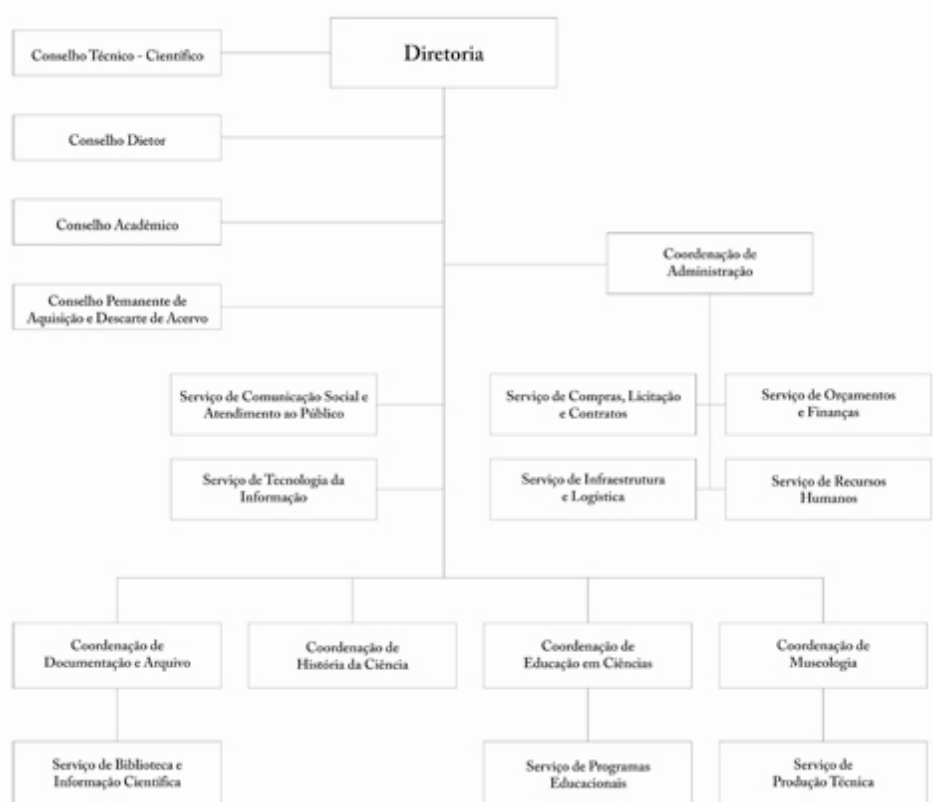 Diretoria
Conselho Técnico - Científico
Conselho Dietor
Conselho Acadêmico
Coordenação de
Administração
Conselho Pemanente de
Aquisição e Descarte de Acervo
Serviço de Comunicação Social e
Atendimento ao Público
Serviço de Compras, Licitação
e Contratos
Serviço de Orçamentos
e Finanças
Serviço de Tecnologia da
Informação
Serviço de Infraestrutura
e Logística
Serviço de Recursos
Humanos
Coordenação de
Documentação e Arquivo
Coordenação de
História da Ciência
Coordenação de
Educação em Ciências
Coordenação de
Museologia
Serviço de Biblioteca e
Informação Científica
Serviço de Programas
Educacionais
Serviço de
Produção Técnica